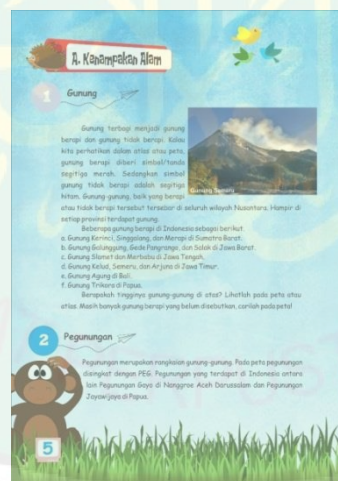 A. Kenampakan Alam
1
Gunung
Gunung terbagi menjadi gunung
berapi dan gunung tidak berapi. Kalau
kita perhatikan dalam atlas atau peta,
gunung berapi diberi simbol/tanda
segitiga merah. Sedangkan simbol
gunung tidak berapi adalah segitiga
hitam. Gunung-gunung, baik yang berapi
atau tidak berapi tersebut tersebar di seluruh wilayah Nusantara. Hampir di
setiap provinsi terdapat gunung.
Gunung Semeru
Beberapa gunung berapi di Indonesia sebagai berikut.
a. Gunung Kerinci, Singgalang, dan Merapi di Sumatra Barat.
b. Gunung Galunggung, Gede Pangrango, dan Salak di Jawa Barat.
c. Gunung Slamet dan Merbabu di Jawa Tengah.
d. Gunung Kelud, Semeru, dan Arjuna di Jawa Timur.
e. Gunung Agung di Bali.
f. Gunung Trikora di Papua.
Berapakah tingginya gunung-gunung di atas? Lihatlah pada peta atau
atlas. Masih banyak gunung berapi yang belum disebutkan, carilah pada peta!
2
Pegunungan
Pegunungan merupakan rangkaian gunung-gunung. Pada peta pegunungan
disingkat dengan PEG. Pegunungan yang terdapat di Indonesia antara
lain Pegunungan Gayo di Nanggroe Aceh Darussalam dan Pegunungan
Jayawijaya di Papua.
5